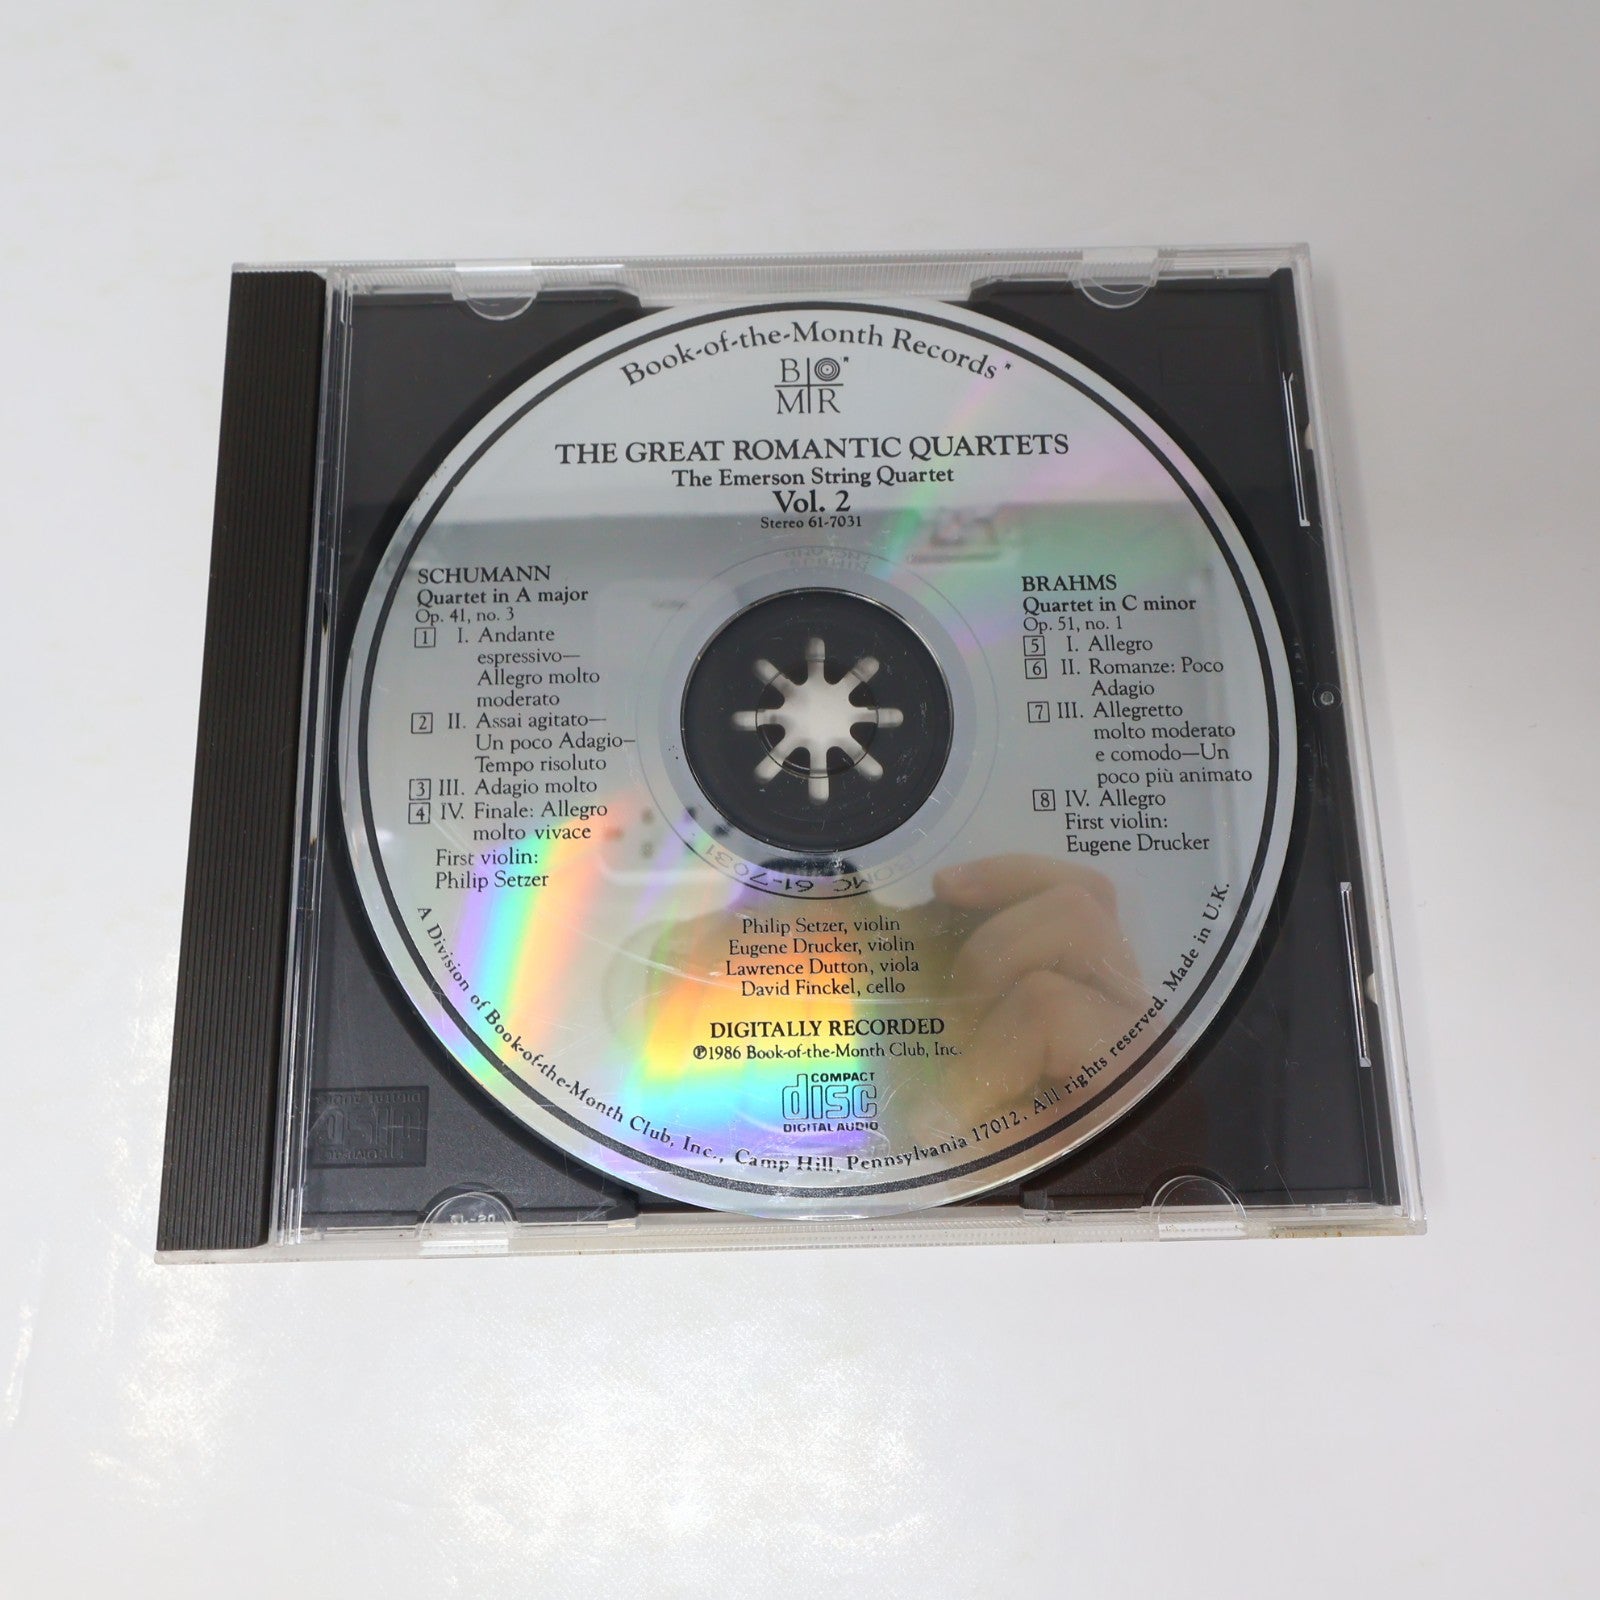 Book-of-the-Month Records
B
M R
THE GREAT ROMANTIC QUARTETS
The Emerson String Quartet
Vol. 2
Stereo 61-7031
SCHUMANN
Quartet in A major
Op. 41, no. 3
1 I. Andante
espressivo—
Allegro molto
moderato
2 II. Assai agitato—
Un poco Adagio—
Tempo risoluto
3 III. Adagio molto
4 IV. Finale: Allegro
molto vivace
First violin:
Philip Setzer
BRAHMS
Quartet in C minor
Op. 51, no. 1
5 I. Allegro
6 II. Romanze: Poco
Adagio
7 III. Allegretto
molto moderato
e comodo—Un
poco più animato
8 IV. Allegro
First violin:
Eugene Drucker
61-7031
Philip Setzer, violin
Eugene Drucker, violin
Lawrence Dutton, viola
David Finckel, cello
DIGITALLY RECORDED
℗1986 Book-of-the-Month Club, Inc.
COMPACT
disc
DIGITAL AUDIO
A Division of Book-of-the-Month Club, Inc., Camp Hill, Pennsylvania 17012. All rights reserved. Made in U.K.